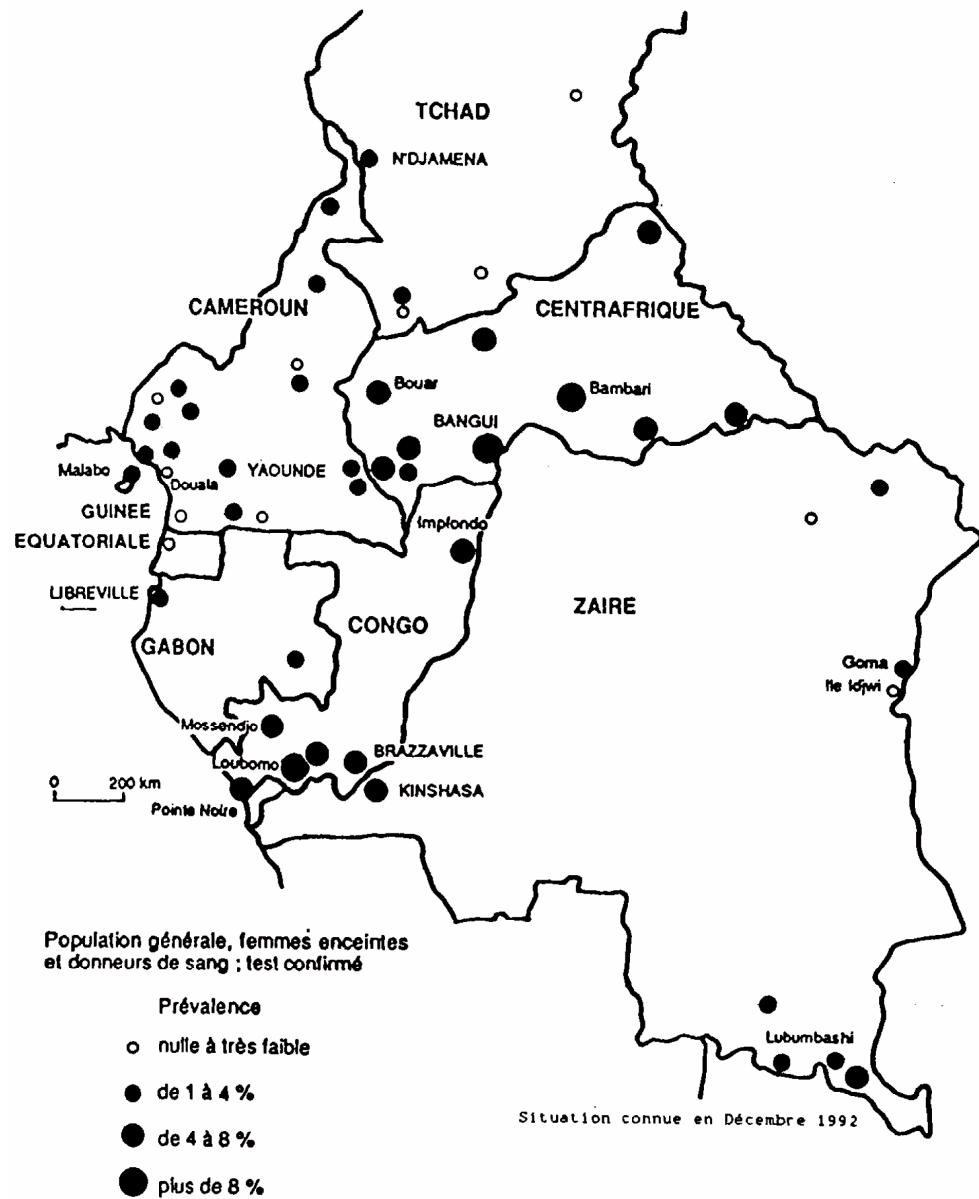 TCHAD
N'DJAMENA
CAMEROUN
CENTRAFRIQUE
Bouar
Bambari
BANGUI
Malabo
Douala
YAOUNDE
GUINEE
EQUATORIALE
Impfondo
LIBREVILLE
ZAIRE
CONGO
GABON
Goma
Ile Idjwi
Mossendjo
BRAZZAVILLE
Loubomo
0 200 km
KINSHASA
Pointe Noire
Population générale, femmes enceintes
et donneurs de sang ; test confirmé
Prévalence
nulle à très faible
de 1 à 4 %
de 4 à 8 %
plus de 8 %
Lubumbashi
Situation connue en Décembre 1992